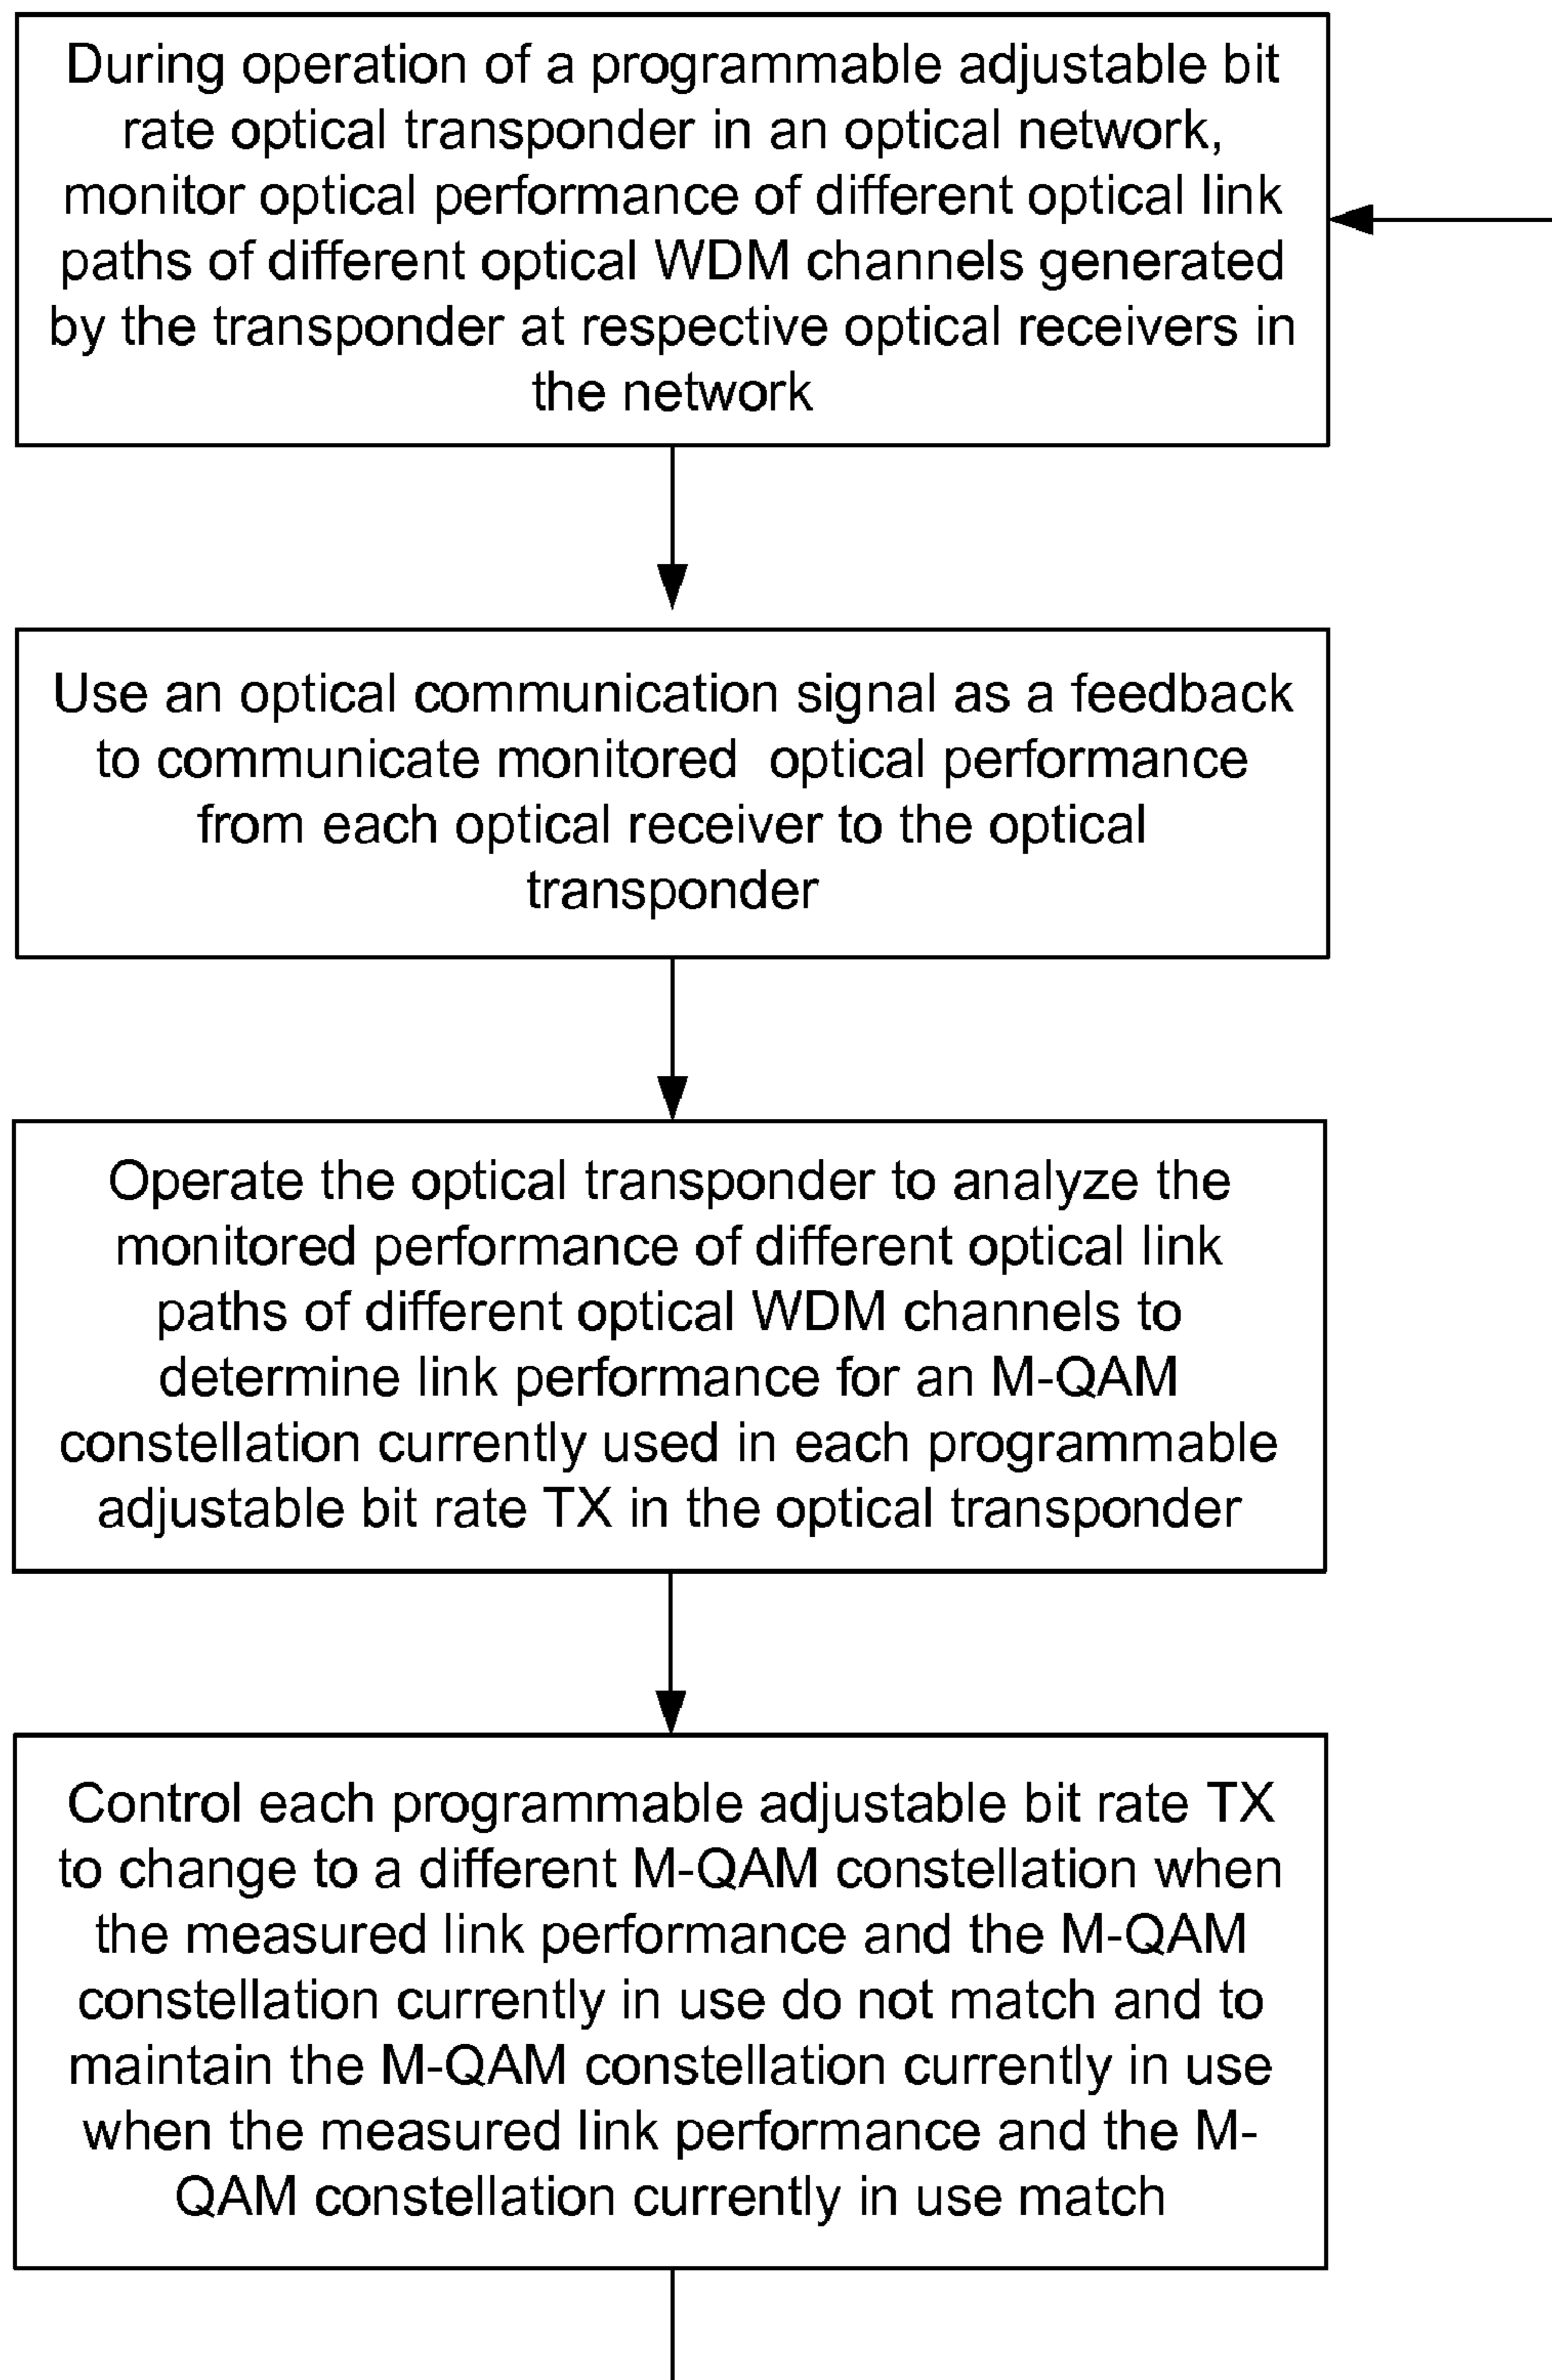 During operation of a programmable adjustable bit
rate optical transponder in an optical network,
monitor optical performance of different optical link
paths of different optical WDM channels generated
by the transponder at respective optical receivers in
the network
Use an optical communication signal as a feedback
to communicate monitored optical performance
from each optical receiver to the optical
transponder
Operate the optical transponder to analyze the
monitored performance of different optical link
paths of different optical WDM channels to
determine link performance for an M-QAM
constellation currently used in each programmable
adjustable bit rate TX in the optical transponder
Control each programmable adjustable bit rate TX
to change to a different M-QAM constellation when
the measured link performance and the M-QAM
constellation currently in use do not match and to
maintain the M-QAM constellation currently in use
when the measured link performance and the M-
QAM constellation currently in use match